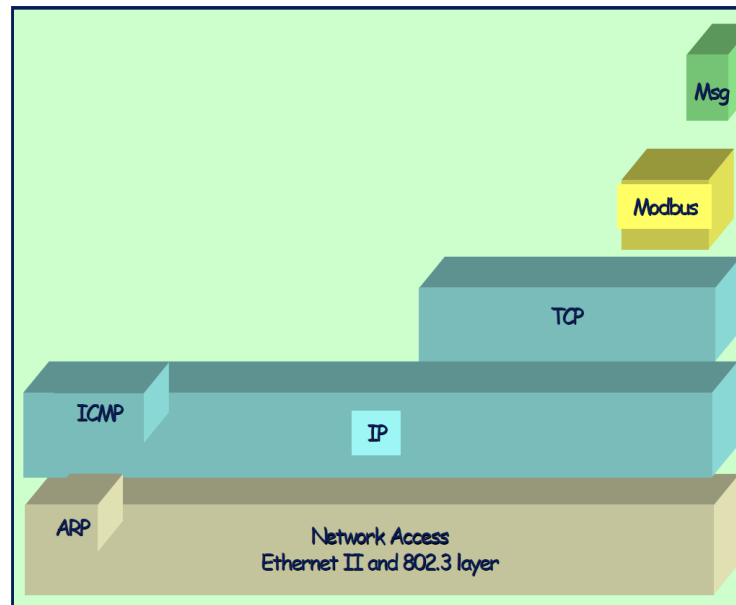 Msg
Modbus
TCP
ICMP
IP
ARP
Network Access
Ethernet II and 802.3 layer